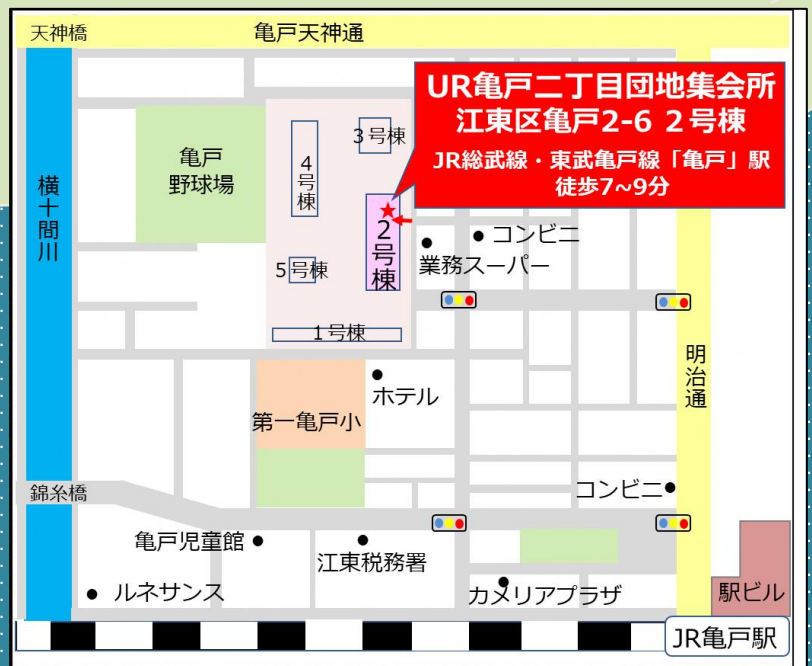 天神橋
亀戸天神通
UR亀戸二丁目団地集会所
江東区亀戸2-6 2号棟
JR総武線・東武亀戸線「亀戸」駅
徒歩7~9分
3号棟
4号棟
亀戸
野球場
横十間川
2号棟
コンビニ
業務スーパー
5号棟
1号棟
明治通
ホテル
第一亀戸小
錦糸橋
コンビニ
亀戸児童館
江東税務署
ルネサンス
カメリアプラザ
駅ビル
JR亀戸駅